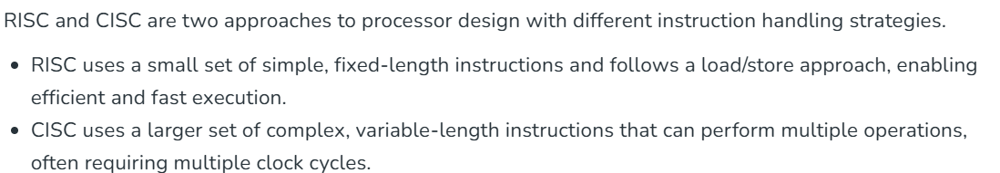 RISC and CISC are two approaches to processor design with different instruction handling strategies.
• RISC uses a small set of simple, fixed-length instructions and follows a load/store approach, enabling
efficient and fast execution.
• CISC uses a larger set of complex, variable-length instructions that can perform multiple operations,
often requiring multiple clock cycles.